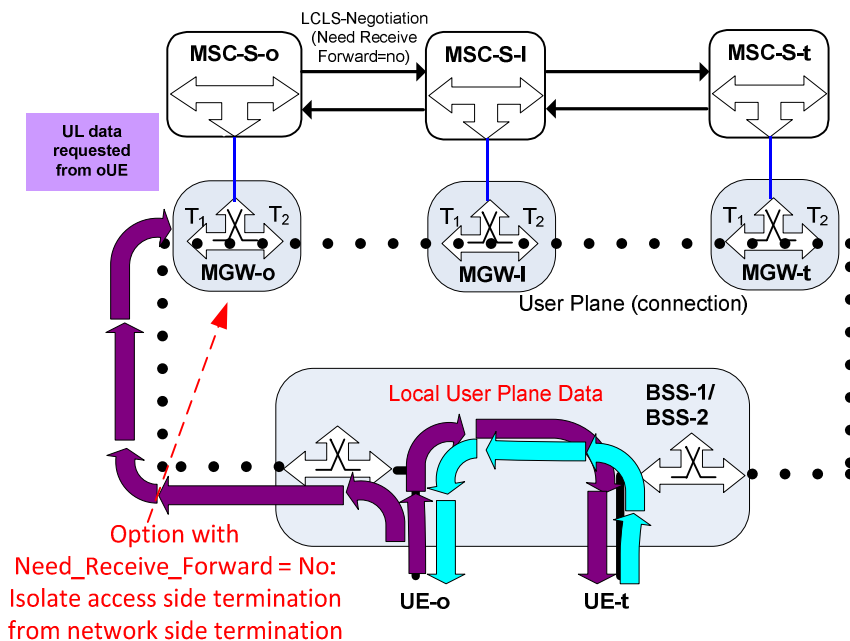 LCLS-Negotiation
(Need Receive
Forward=no)
MSC-S-o
MSC-S-I
MSC-S-t
UL data
requested
from oUE
T1
T2
T1
T2
T1
T2
MGW-o
MGW-I
MGW-t
User Plane (connection)
Local User Plane Data
BSS-1/
BSS-2
Option with
Need_Receive_Forward = No:
Isolate access side termination
from network side termination
UE-o
UE-t